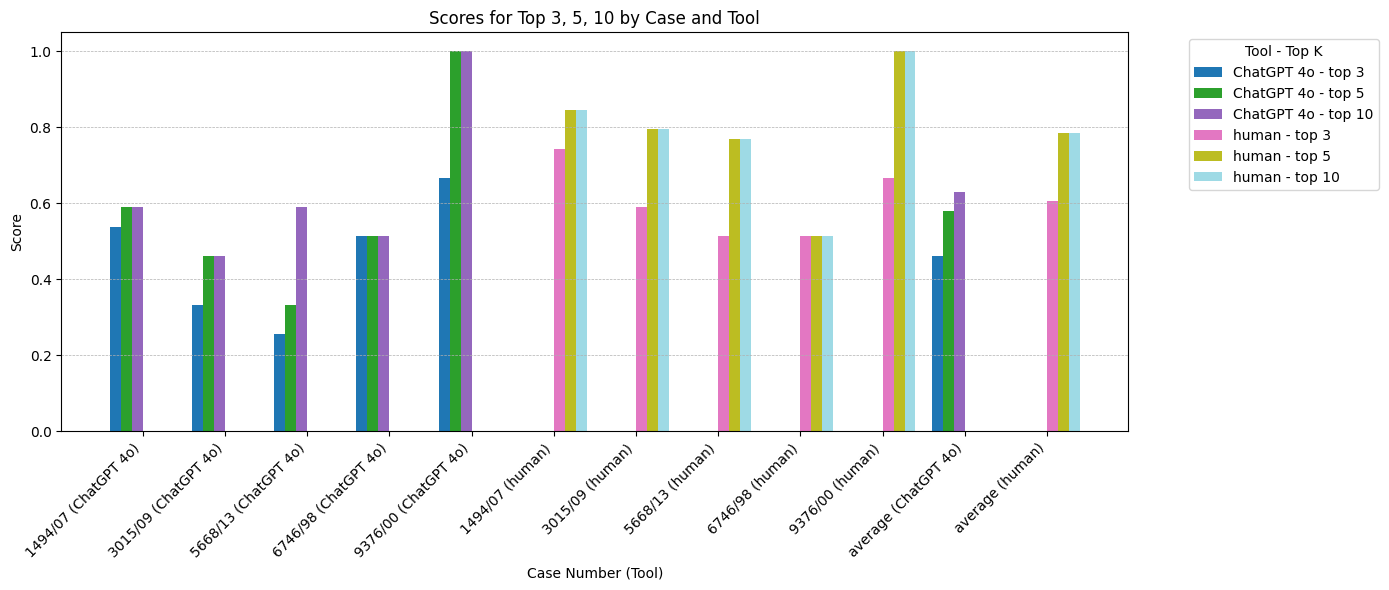 Scores for Top 3, 5, 10 by Case and Tool
Score
1.0
0.8
0.6
0.4
0.2
0.0
1494/07 (ChatGPT 4o)
3015/09 (ChatGPT 4o)
5668/13 (ChatGPT 4o)
6746/98 (ChatGPT 4o)
9376/00 (ChatGPT 4o)
1494/07 (human)
3015/09 (human)
5668/13 (human)
6746/98 (human)
9376/00 (human)
average (ChatGPT 4o)
average (human)
Case Number (Tool)
Tool - Top K
ChatGPT 4o - top 3
ChatGPT 4o - top 5
ChatGPT 4o - top 10
human - top 3
human - top 5
human - top 10